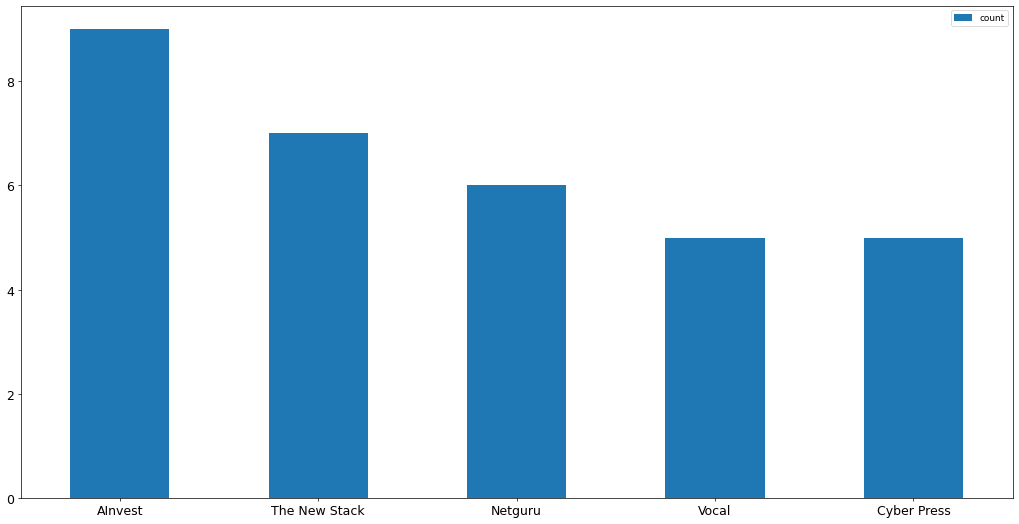 count
8
6
4
2
0
AInvest
The New Stack
Netguru
Vocal
Cyber Press